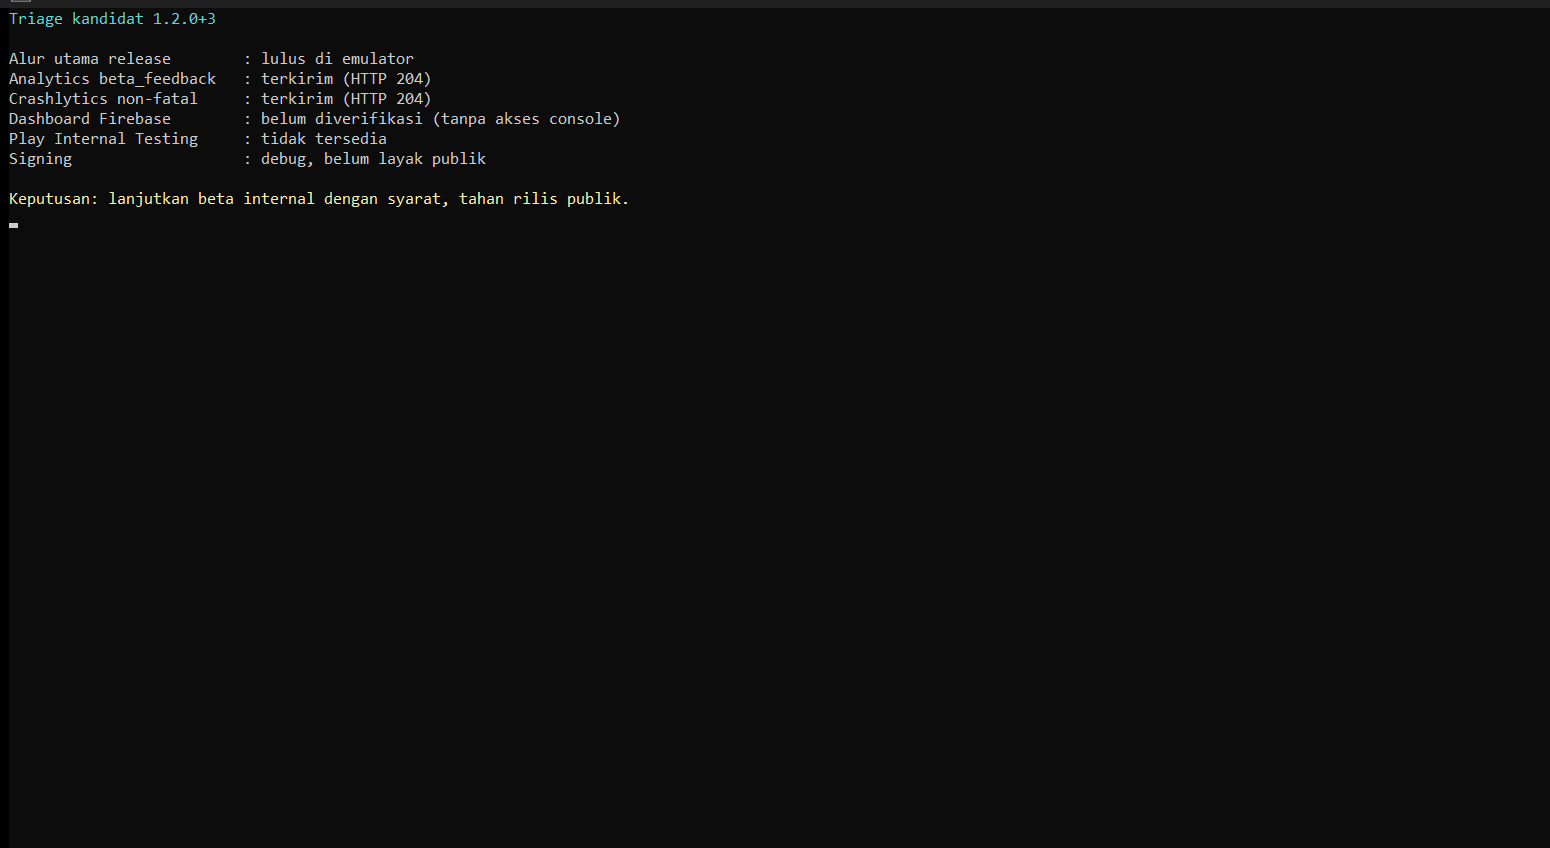 Triage kandidat 1.2.0+3
Alur utama release : lulus di emulator
Analytics beta_feedback : terkirim (HTTP 204)
Crashlytics non-fatal : terkirim (HTTP 204)
Dashboard Firebase : belum diverifikasi (tanpa akses console)
Play Internal Testing : tidak tersedia
Signing : debug, belum layak publik
Keputusan: lanjutkan beta internal dengan syarat, tahan rilis publik.